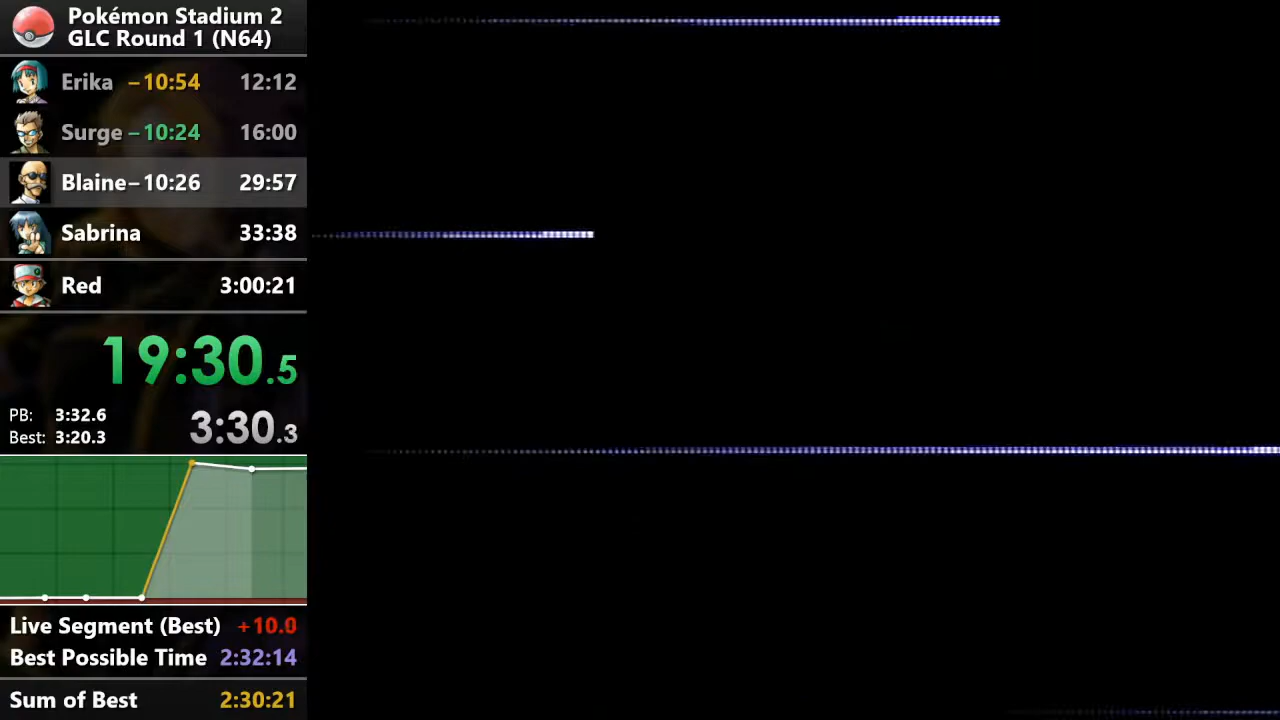 Pokémon Stadium 2
GLC Round 1 (N64)
Erika −10:54 12:12
Surge −10:24 16:00
Blaine −10:26 29:57
Sabrina 33:38
Red 3:00:21
19:30.5
PB: 3:32.6
Best: 3:20.3
3:30.3
Live Segment (Best) +10.0
Best Possible Time 2:32:14
Sum of Best 2:30:21